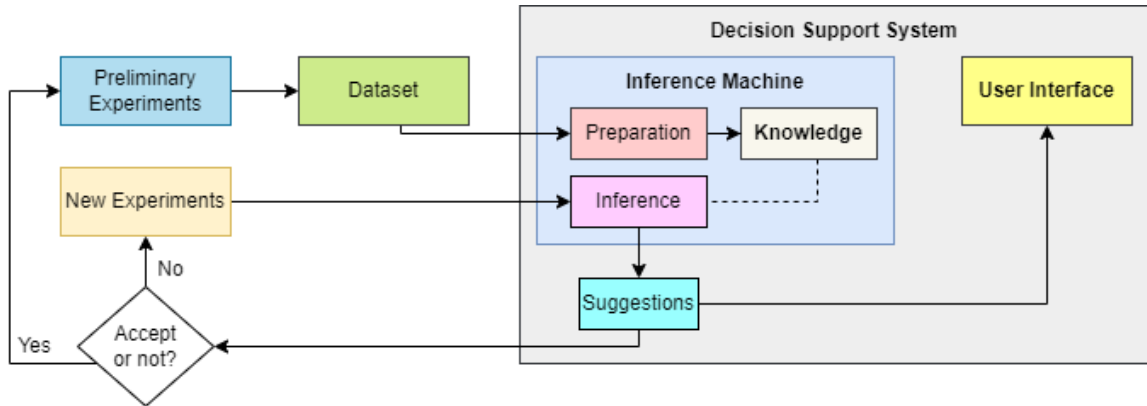 Decision Support System
Preliminary
Experiments
Dataset
Inference Machine
User Interface
Preparation
Knowledge
New Experiments
Inference
No
Suggestions
Yes
Accept
or not?